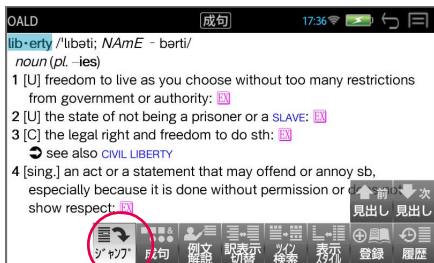 OALD 成句 17:36
lib·erty /ˈlɪbəti; NAmE -bərti/
noun (pl. -ies)
1 [U] freedom to live as you choose without too many restrictions
from government or authority: EX
2 [U] the state of not being a prisoner or a SLAVE: EX
3 [C] the legal right and freedom to do sth: EX
see also CIVIL LIBERTY
4 [sing.] an act or a statement that may offend or annoy sb,
especially because it is done without permission or
show respect: EX
前見出し 次見出し
ジャンプ 成句 例文解説 訳表示切替 ツイン検索 表示スタイル 登録 履歴